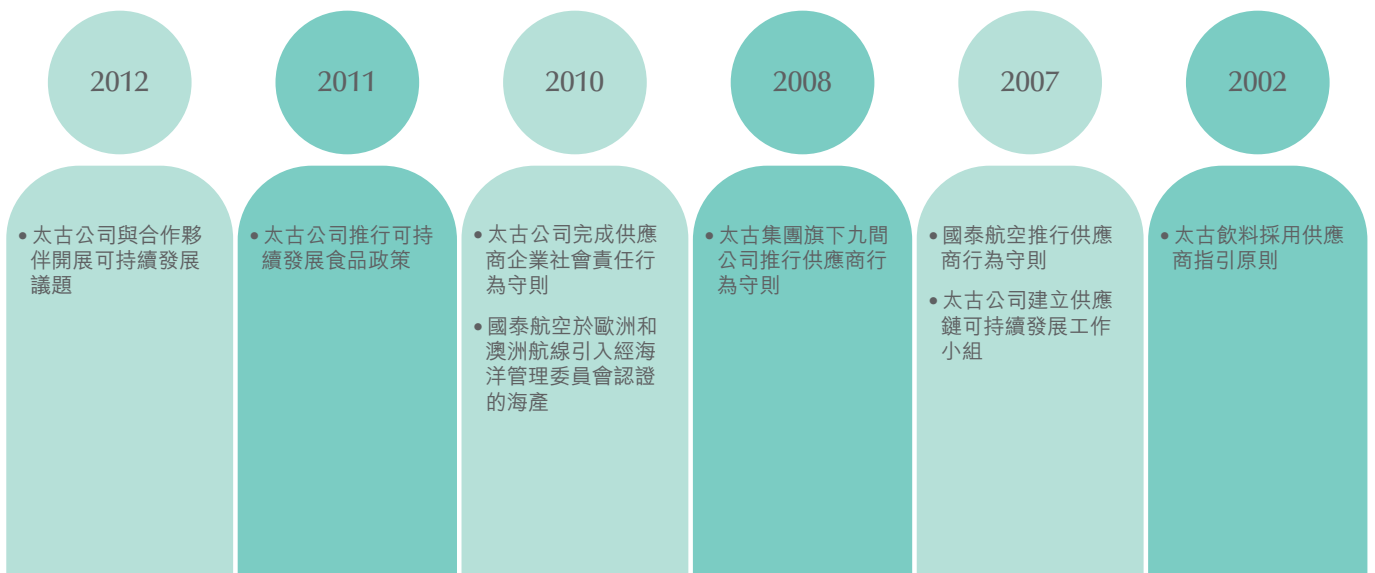 2012
太古公司與合作夥
伴開展可持續發展
議題
2011
太古公司推行可持
續發展食品政策
2010
太古公司完成供應
商企業社會責任行
為守則
國泰航空於歐洲和
澳洲航線引入經海
洋管理委員會認證
的海產
2008
太古集團旗下九間
公司推行供應商行
為守則
2007
國泰航空推行供應
商行為守則
太古公司建立供應
鏈可持續發展工作
小組
2002
太古飲料採用供應
商指引原則